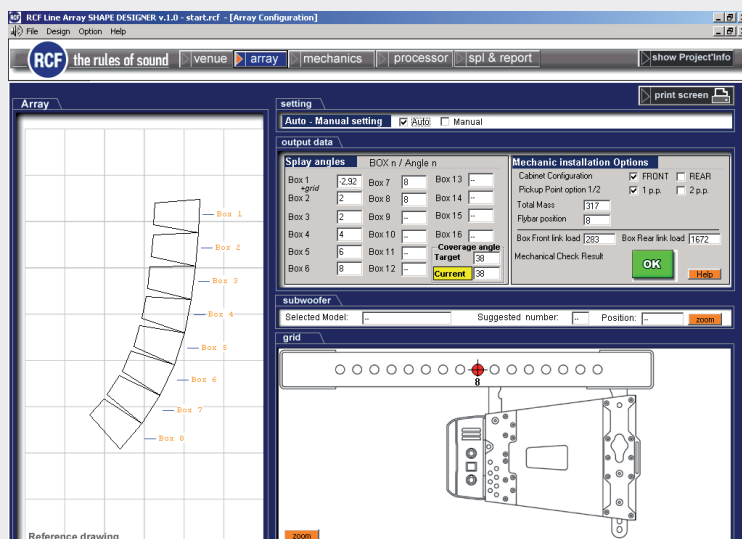 RCF Line Array SHAPE DESIGNER v.1.0 - start.rcf - [Array Configuration]
File Design Option Help
RCF the rules of sound venue array mechanics processor spl & report show Project'Info
print screen
Array
Box 1
Box 2
Box 3
Box 4
Box 5
Box 6
Box 7
Box 8
Reference drawing
setting
Auto - Manual setting Auto Manual
output data
Splay angles BOX n / Angle n
Box 1 +grid -2,92 Box 7 8 Box 13 --
Box 2 2 Box 8 8 Box 14 --
Box 3 2 Box 9 -- Box 15 --
Box 4 4 Box 10 -- Box 16 --
Box 5 6 Box 11 --
Box 6 8 Box 12 --
Coverage angle
Target 38
Current 38
Mechanic installation Options
Cabinet Configuration FRONT REAR
Pickup Point option 1/2 1 p.p. 2 p.p.
Total Mass 317
Flybar position 8
Box Front link load 283 Box Rear link load 1672
Mechanical Check Result OK
Help
subwoofer
Selected Model: -- Suggested number: -- Position: -- zoom
grid
8
zoom